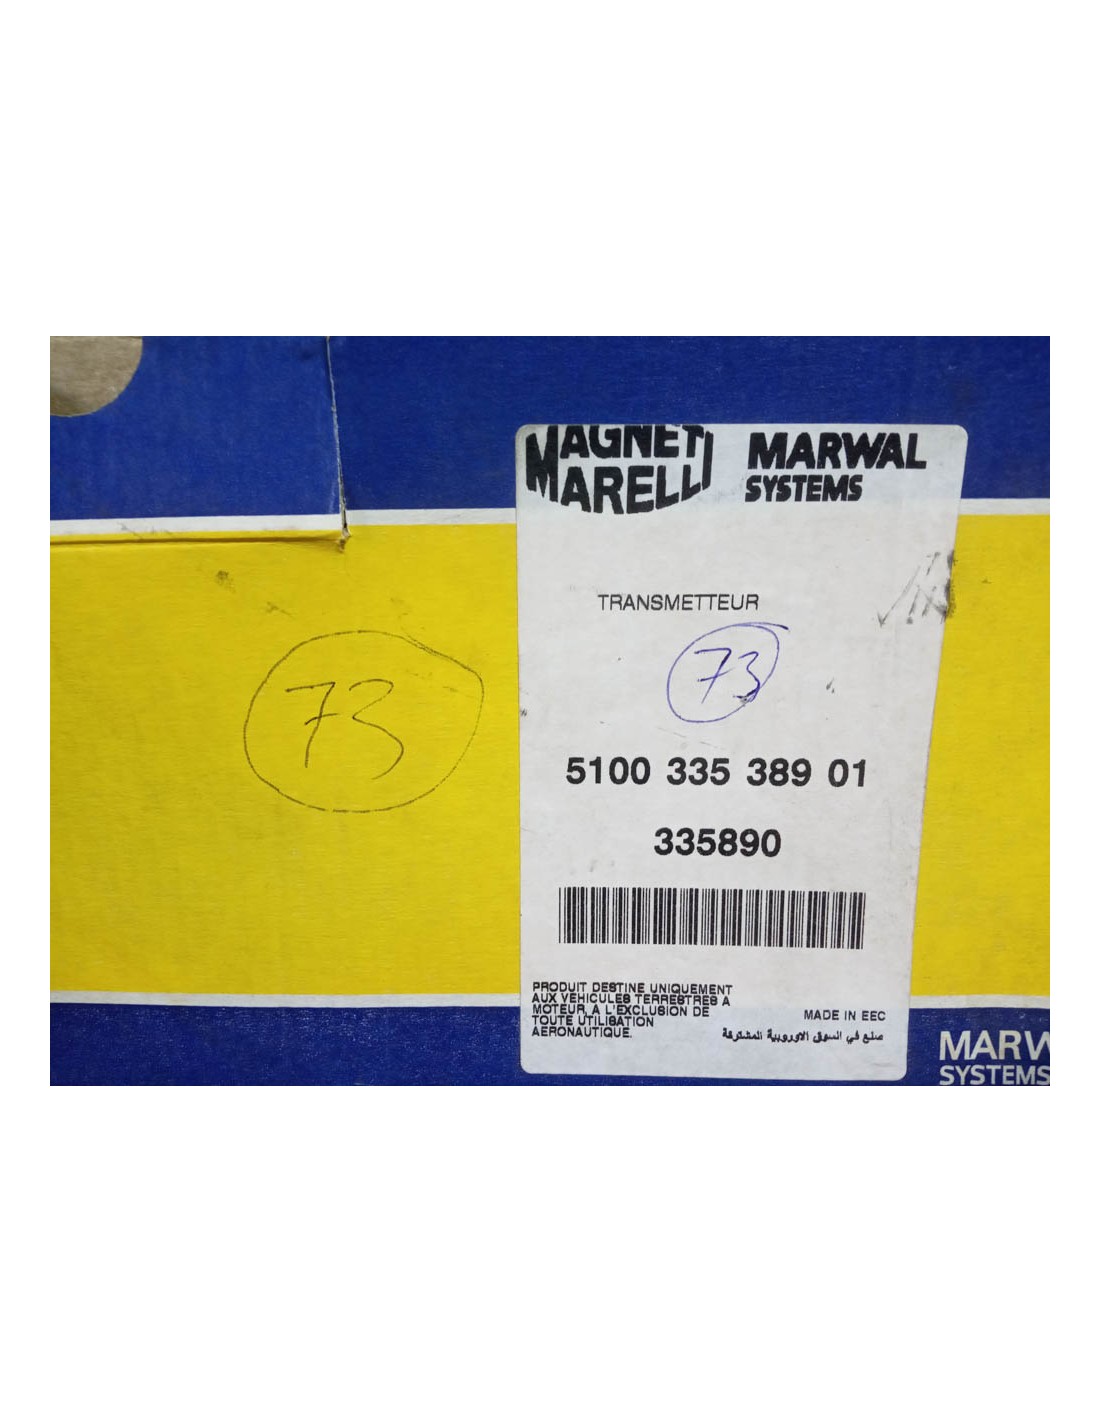 MAGNETI
MARELLI
MARWAL
SYSTEMS
TRANSMETTEUR
73
73
5100 335 389 01
335890
PRODUIT DESTINE UNIQUEMENT
AUX VEHICULES TERRESTRES A
MOTEUR, A L'EXCLUSION DE
TOUTE UTILISATION
AERONAUTIQUE.
MADE IN EEC
صنع في السوق الاوروبية المشتركة
MARW
SYSTEMS